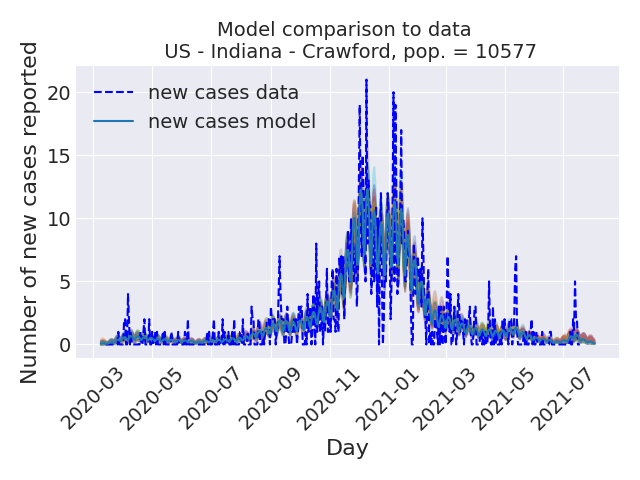 Model comparison to data
US - Indiana - Crawford, pop. = 10577
Number of new cases reported
20
15
10
5
0
new cases data
new cases model
2020-03
2020-05
2020-07
2020-09
2020-11
2021-01
2021-03
2021-05
2021-07
Day